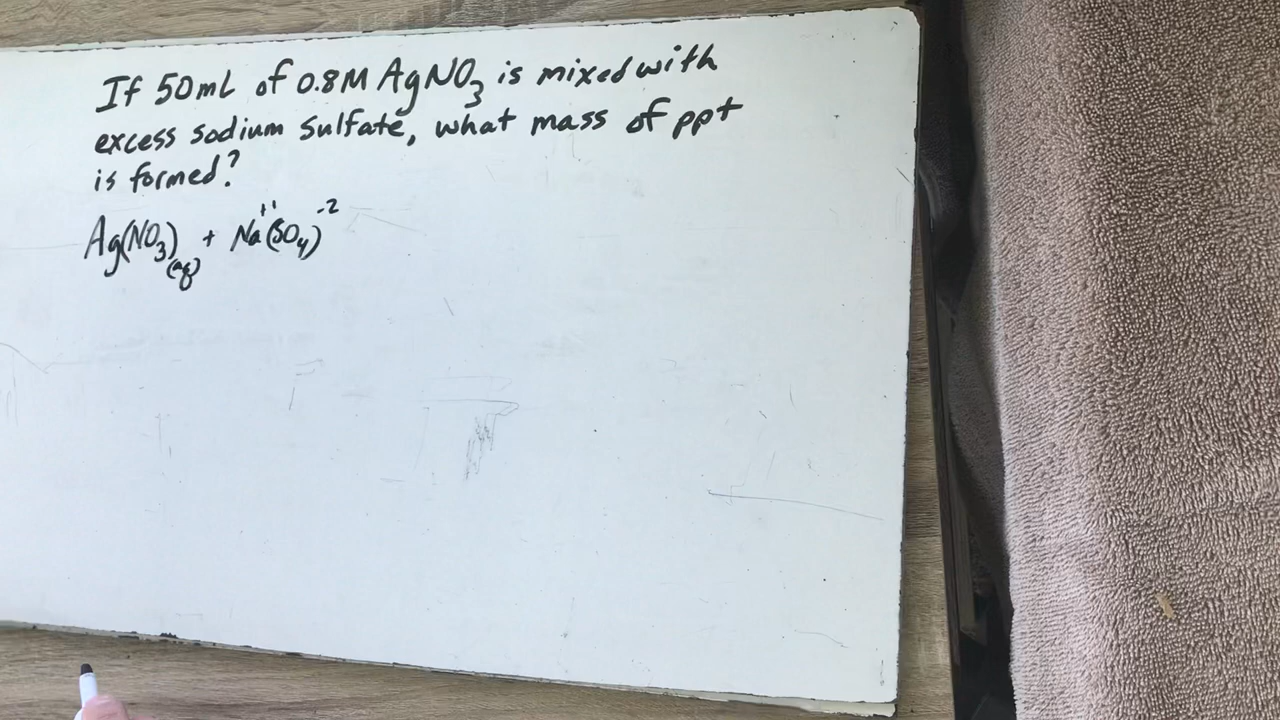 If 50mL of 0.8M AgNO₃ is mixed with
excess sodium sulfate, what mass of ppt
is formed?
Ag(NO₃)(aq) + Na⁺¹(SO₄)⁻²